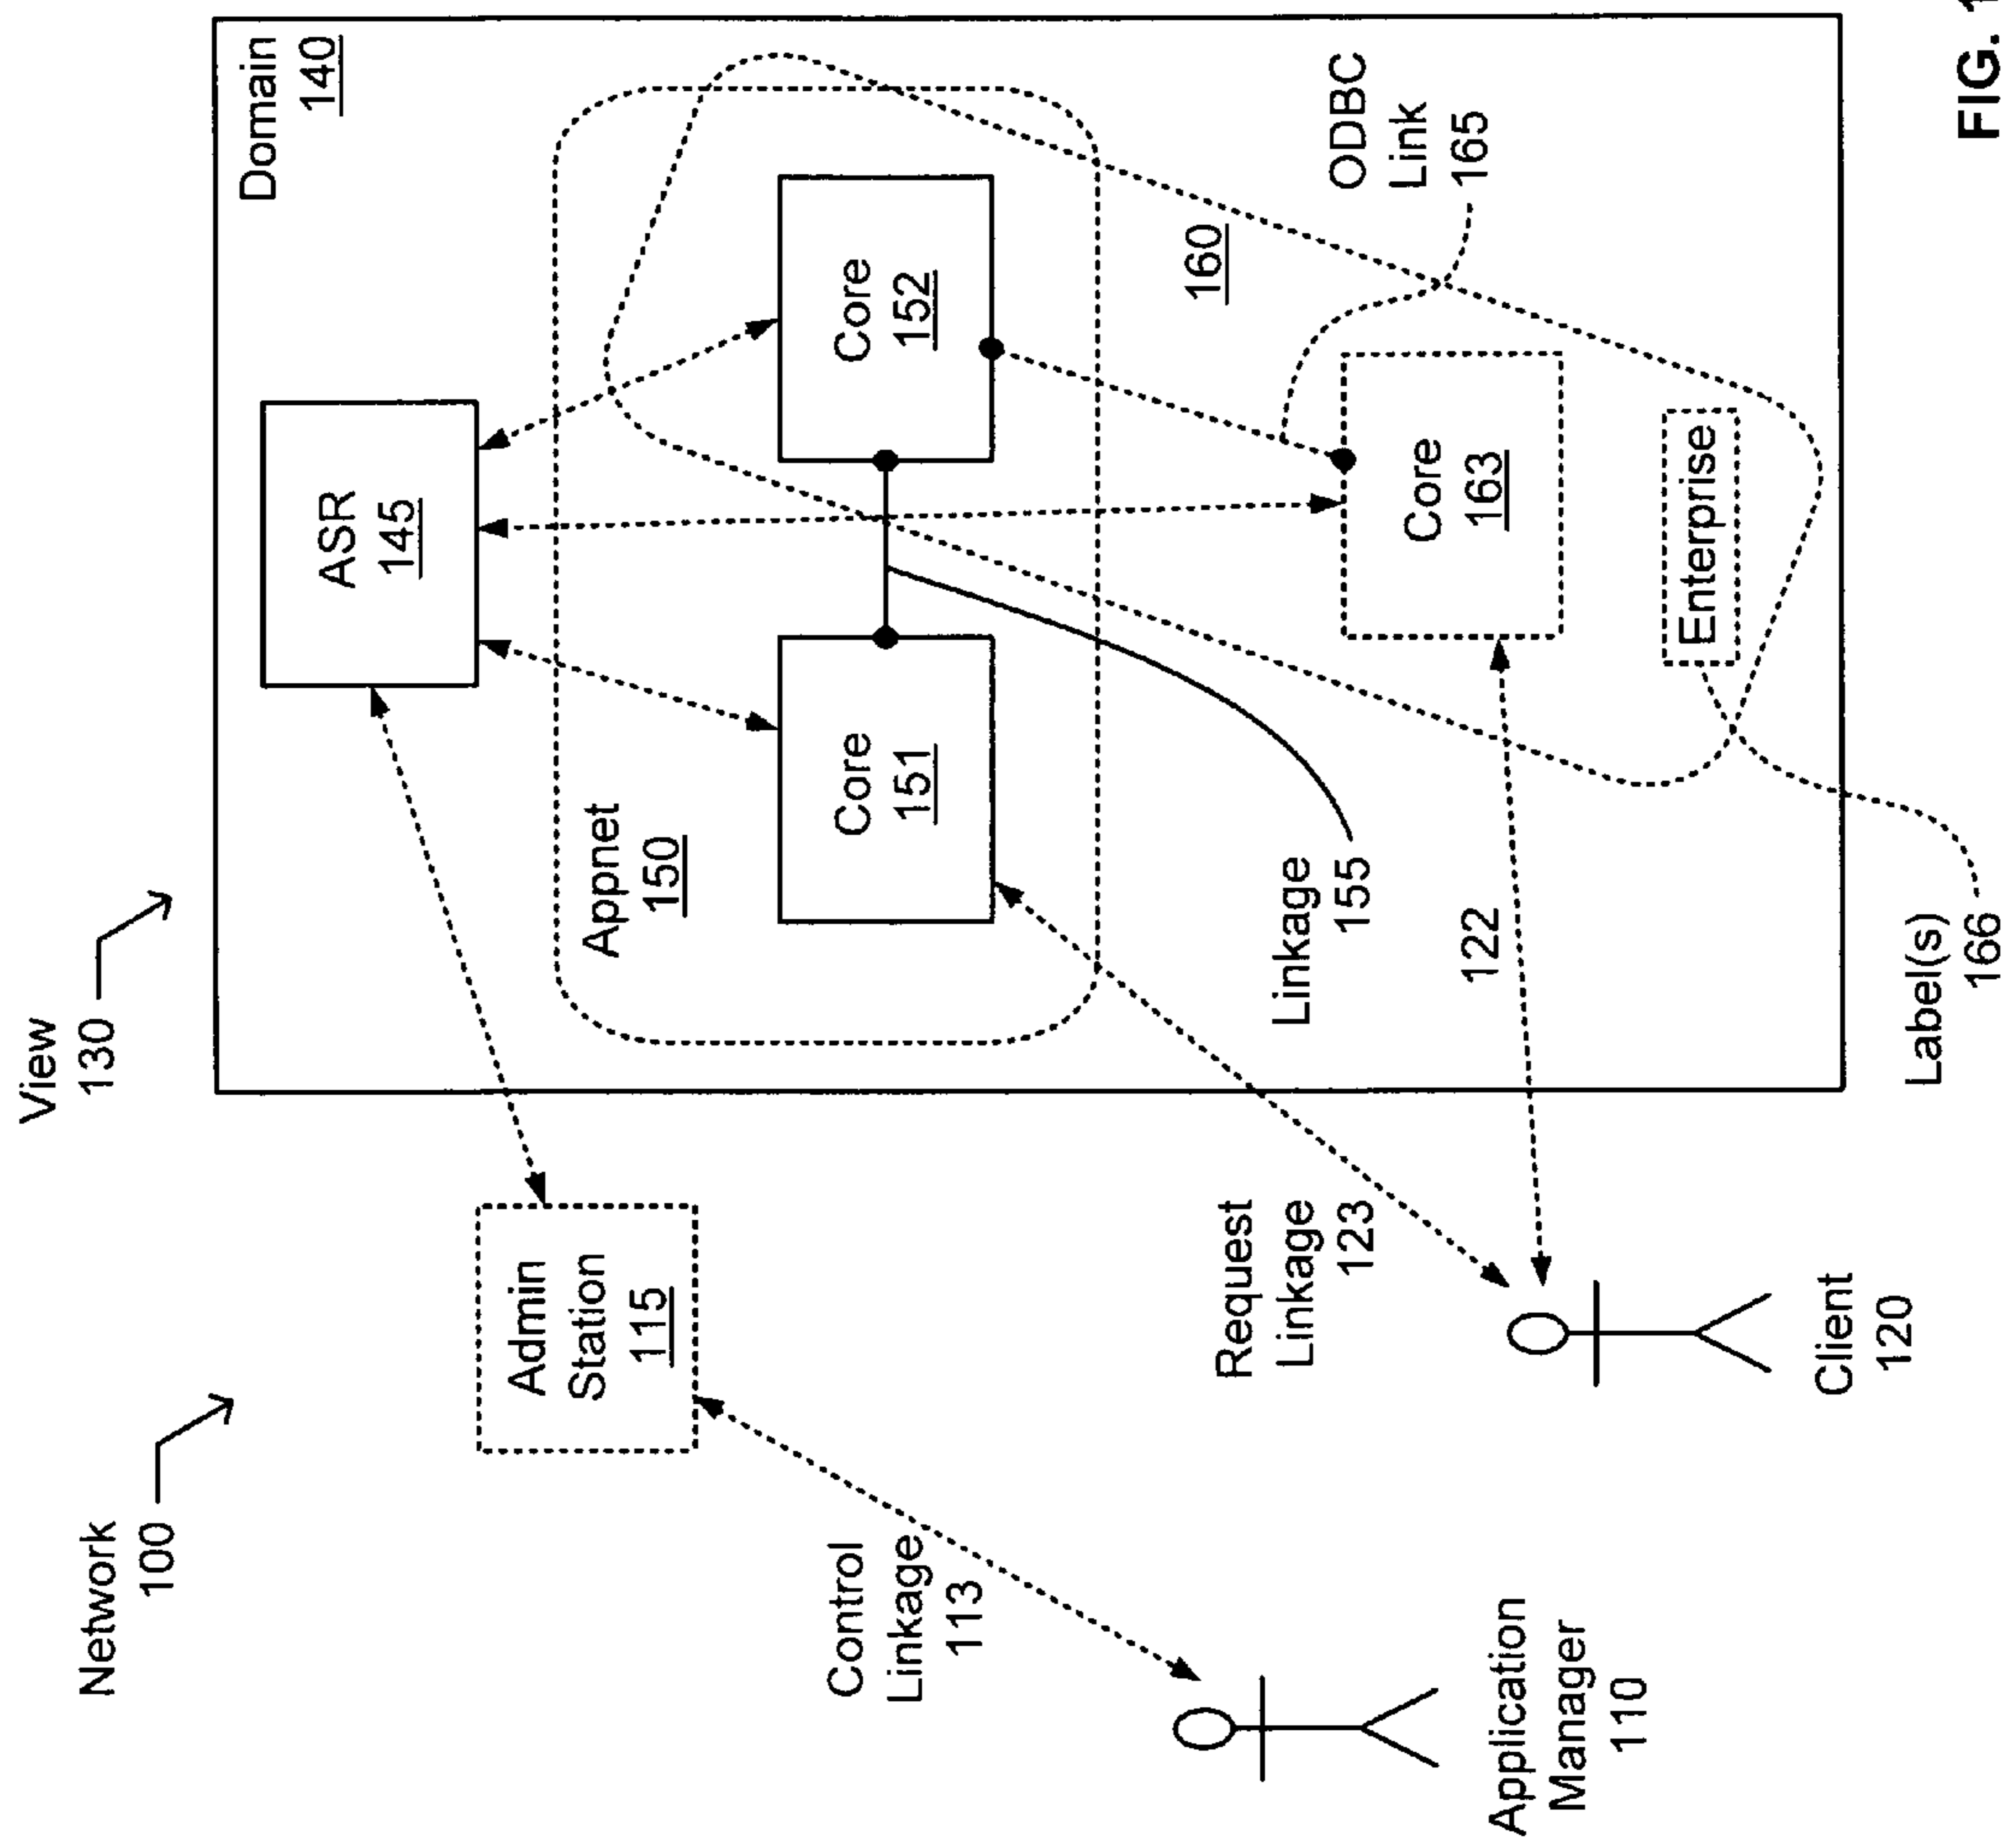 View
130
Network
100
Domain
140
ASR
145
Admin
Station
115
Appnet
150
Core
151
Core
152
Control
Linkage
113
160
ODBC
Link
165
Request
Linkage
123
Linkage
155
Core
163
122
Enterprise
Application
Manager
110
Client
120
Label(s)
166
FIG. 1